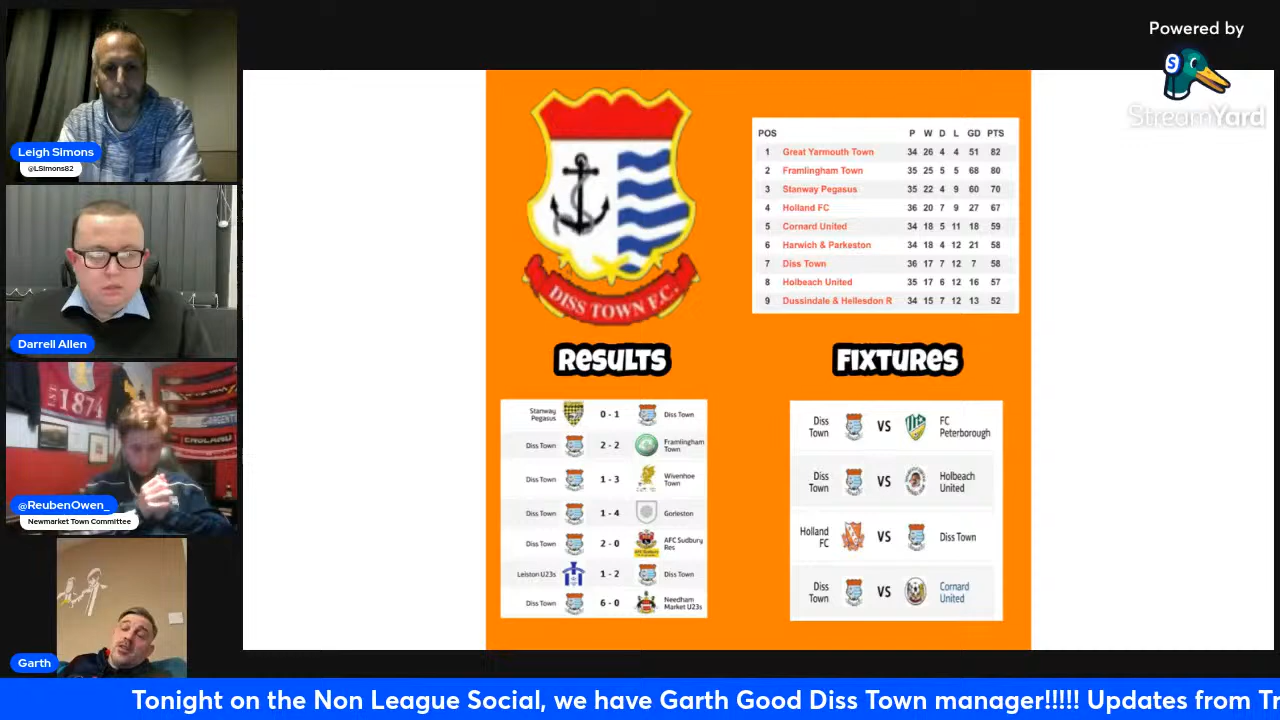 Powered by
S
StreamYard
Leigh Simons
@LSimons82
Darrell Allen
1874
ENGLAND
@ReubenOwen_
Newmarket Town Committee
Garth
DISS TOWN F.C.
POS P W D L GD PTS
1 Great Yarmouth Town 34 26 4 4 51 82
2 Framlingham Town 35 25 5 5 68 80
3 Stanway Pegasus 35 22 4 9 60 70
4 Holland FC 36 20 7 9 27 67
5 Cornard United 34 18 5 11 18 59
6 Harwich & Parkeston 34 18 4 12 21 58
7 Diss Town 36 17 7 12 7 58
8 Holbeach United 35 17 6 12 16 57
9 Dussindale & Hellesdon R 34 15 7 12 13 52
RESULTS
Stanway Pegasus 0 - 1 Diss Town
Diss Town 2 - 2 Framlingham Town
Diss Town 1 - 3 Wivenhoe Town
Diss Town 1 - 4 Gorleston
Diss Town 2 - 0 AFC Sudbury Res
Leiston U23s 1 - 2 Diss Town
Diss Town 6 - 0 Needham Market U23s
FIXTURES
Diss Town VS FC Peterborough
Diss Town VS Holbeach United
Holland FC VS Diss Town
Diss Town VS Cornard United
Tonight on the Non League Social, we have Garth Good Diss Town manager!!!!! Updates from Tr